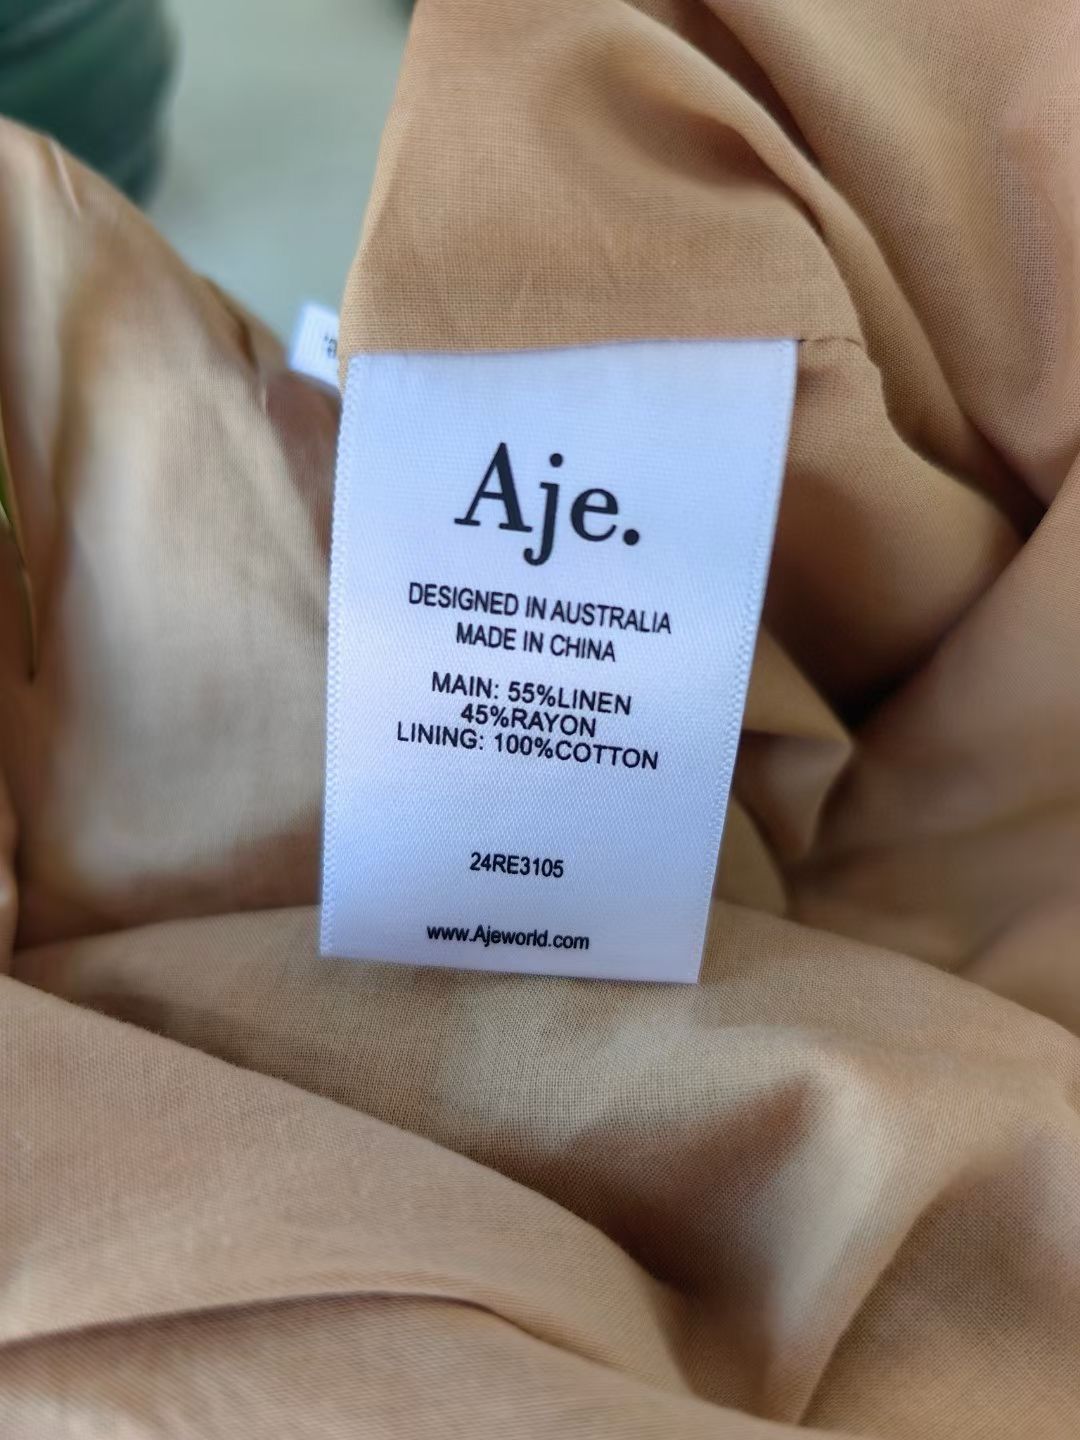 Aje.
DESIGNED IN AUSTRALIA
MADE IN CHINA
MAIN: 55%LINEN
45%RAYON
LINING: 100%COTTON
24RE3105
www.Ajeworld.com